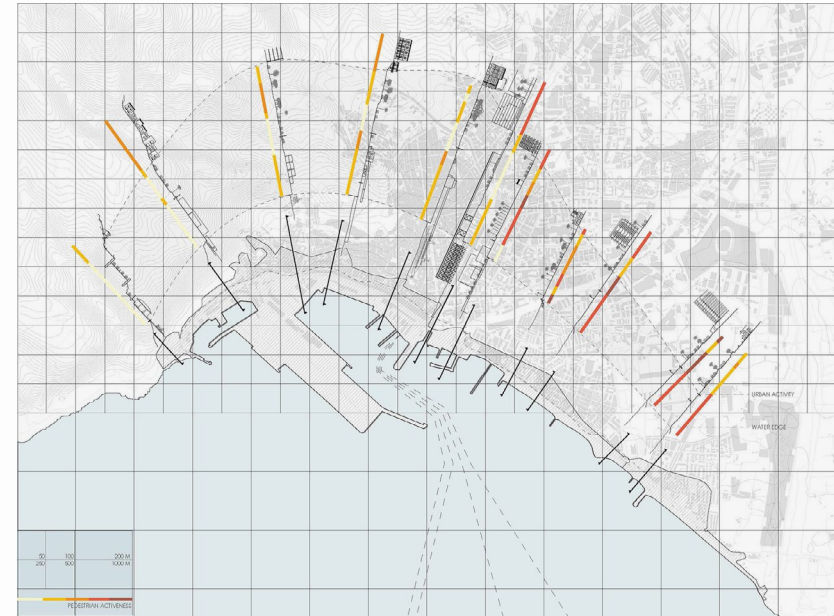 URBAN ACTIVITY
WATER EDGE
50 100 200 M
250 500 1000 M
PEDESTRIAN ACTIVENESS